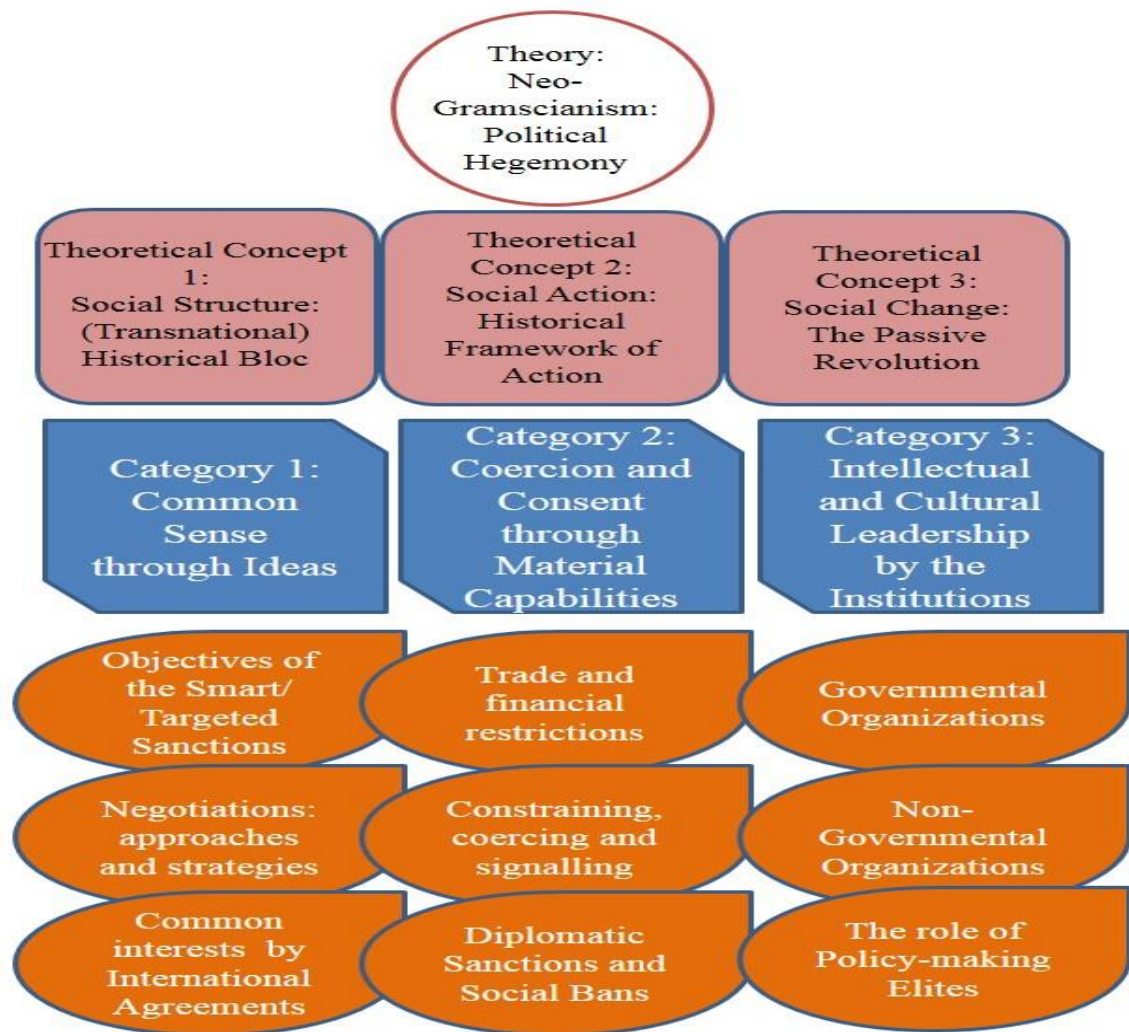 Theory:
Neo-
Gramscianism:
Political
Hegemony
Theoretical Concept
1:
Social Structure:
(Transnational)
Historical Bloc
Theoretical
Concept 2:
Social Action:
Historical
Framework of
Action
Theoretical
Concept 3:
Social Change:
The Passive
Revolution
Category 1:
Common
Sense
through Ideas
Category 2:
Coercion and
Consent
through
Material
Capabilities
Category 3:
Intellectual
and Cultural
Leadership
by the
Institutions
Objectives of
the Smart/
Targeted
Sanctions
Trade and
financial
restrictions
Governmental
Organizations
Negotiations:
approaches
and strategies
Constraining,
coercing and
signalling
Non-
Governmental
Organizations
Common
interests by
International
Agreements
Diplomatic
Sanctions and
Social Bans
The role of
Policy-making
Elites